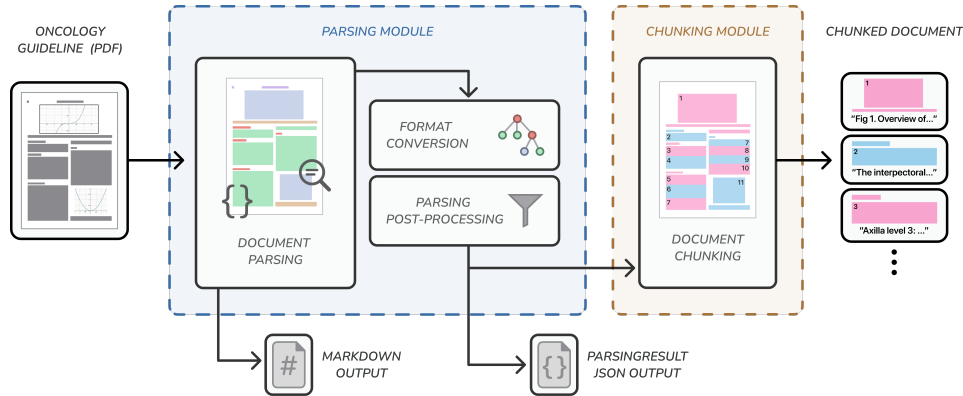 ONCOLOGY
GUIDELINE (PDF)
PARSING MODULE
CHUNKING MODULE
CHUNKED DOCUMENT
FORMAT
CONVERSION
PARSING
POST-PROCESSING
{}
DOCUMENT
PARSING
1
2
3
4
5
6
7
7
8
9
10
11
DOCUMENT
CHUNKING
1
"Fig 1. Overview of..."
2
"The interpectoral..."
3
"Axilla level 3: ..."
#
MARKDOWN
OUTPUT
{}
PARSINGRESULT
JSON OUTPUT